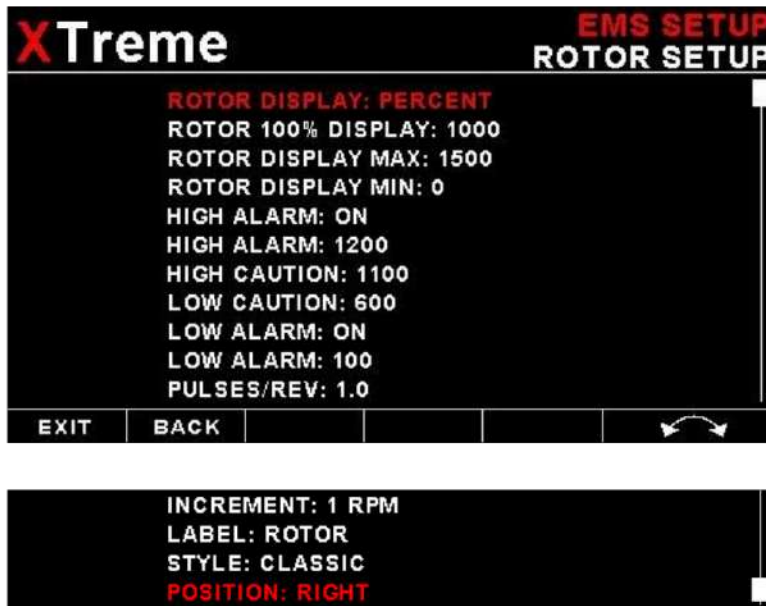 XTreme
EMS SETUP
ROTOR SETUP
ROTOR DISPLAY: PERCENT
ROTOR 100% DISPLAY: 1000
ROTOR DISPLAY MAX: 1500
ROTOR DISPLAY MIN: 0
HIGH ALARM: ON
HIGH ALARM: 1200
HIGH CAUTION: 1100
LOW CAUTION: 600
LOW ALARM: ON
LOW ALARM: 100
PULSES/REV: 1.0
EXIT BACK
INCREMENT: 1 RPM
LABEL: ROTOR
STYLE: CLASSIC
POSITION: RIGHT